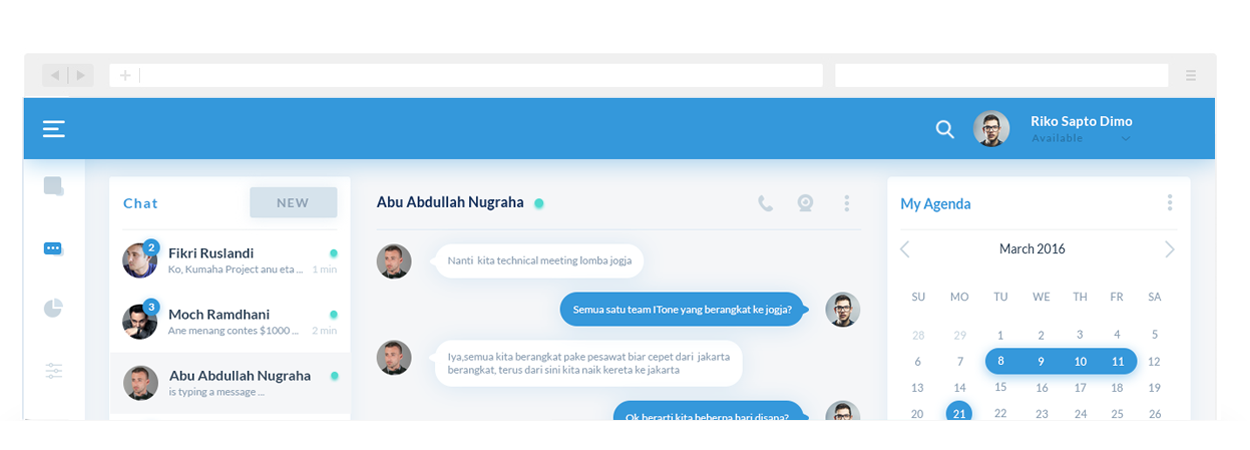 Riko Sapto Dimo
Available
Chat
NEW
2
Fikri Ruslandi
Ko, Kumaha Project anu eta ...
1 min
3
Moch Ramdhani
Ane menang contes $1000 ...
2 min
Abu Abdullah Nugraha
is typing a message ...
Abu Abdullah Nugraha
Nanti kita technical meeting lomba jogja
Semua satu team ITone yang berangkat ke jogja?
Iya,semua kita berangkat pake pesawat biar cepet dari jakarta
berangkat, terus dari sini kita naik kereta ke jakarta
Ok berarti kita beberpa hari disana?
My Agenda
March 2016
SU MO TU WE TH FR SA
28 29 1 2 3 4 5
6 7 8 9 10 11 12
13 14 15 16 17 18 19
20 21 22 23 24 25 26